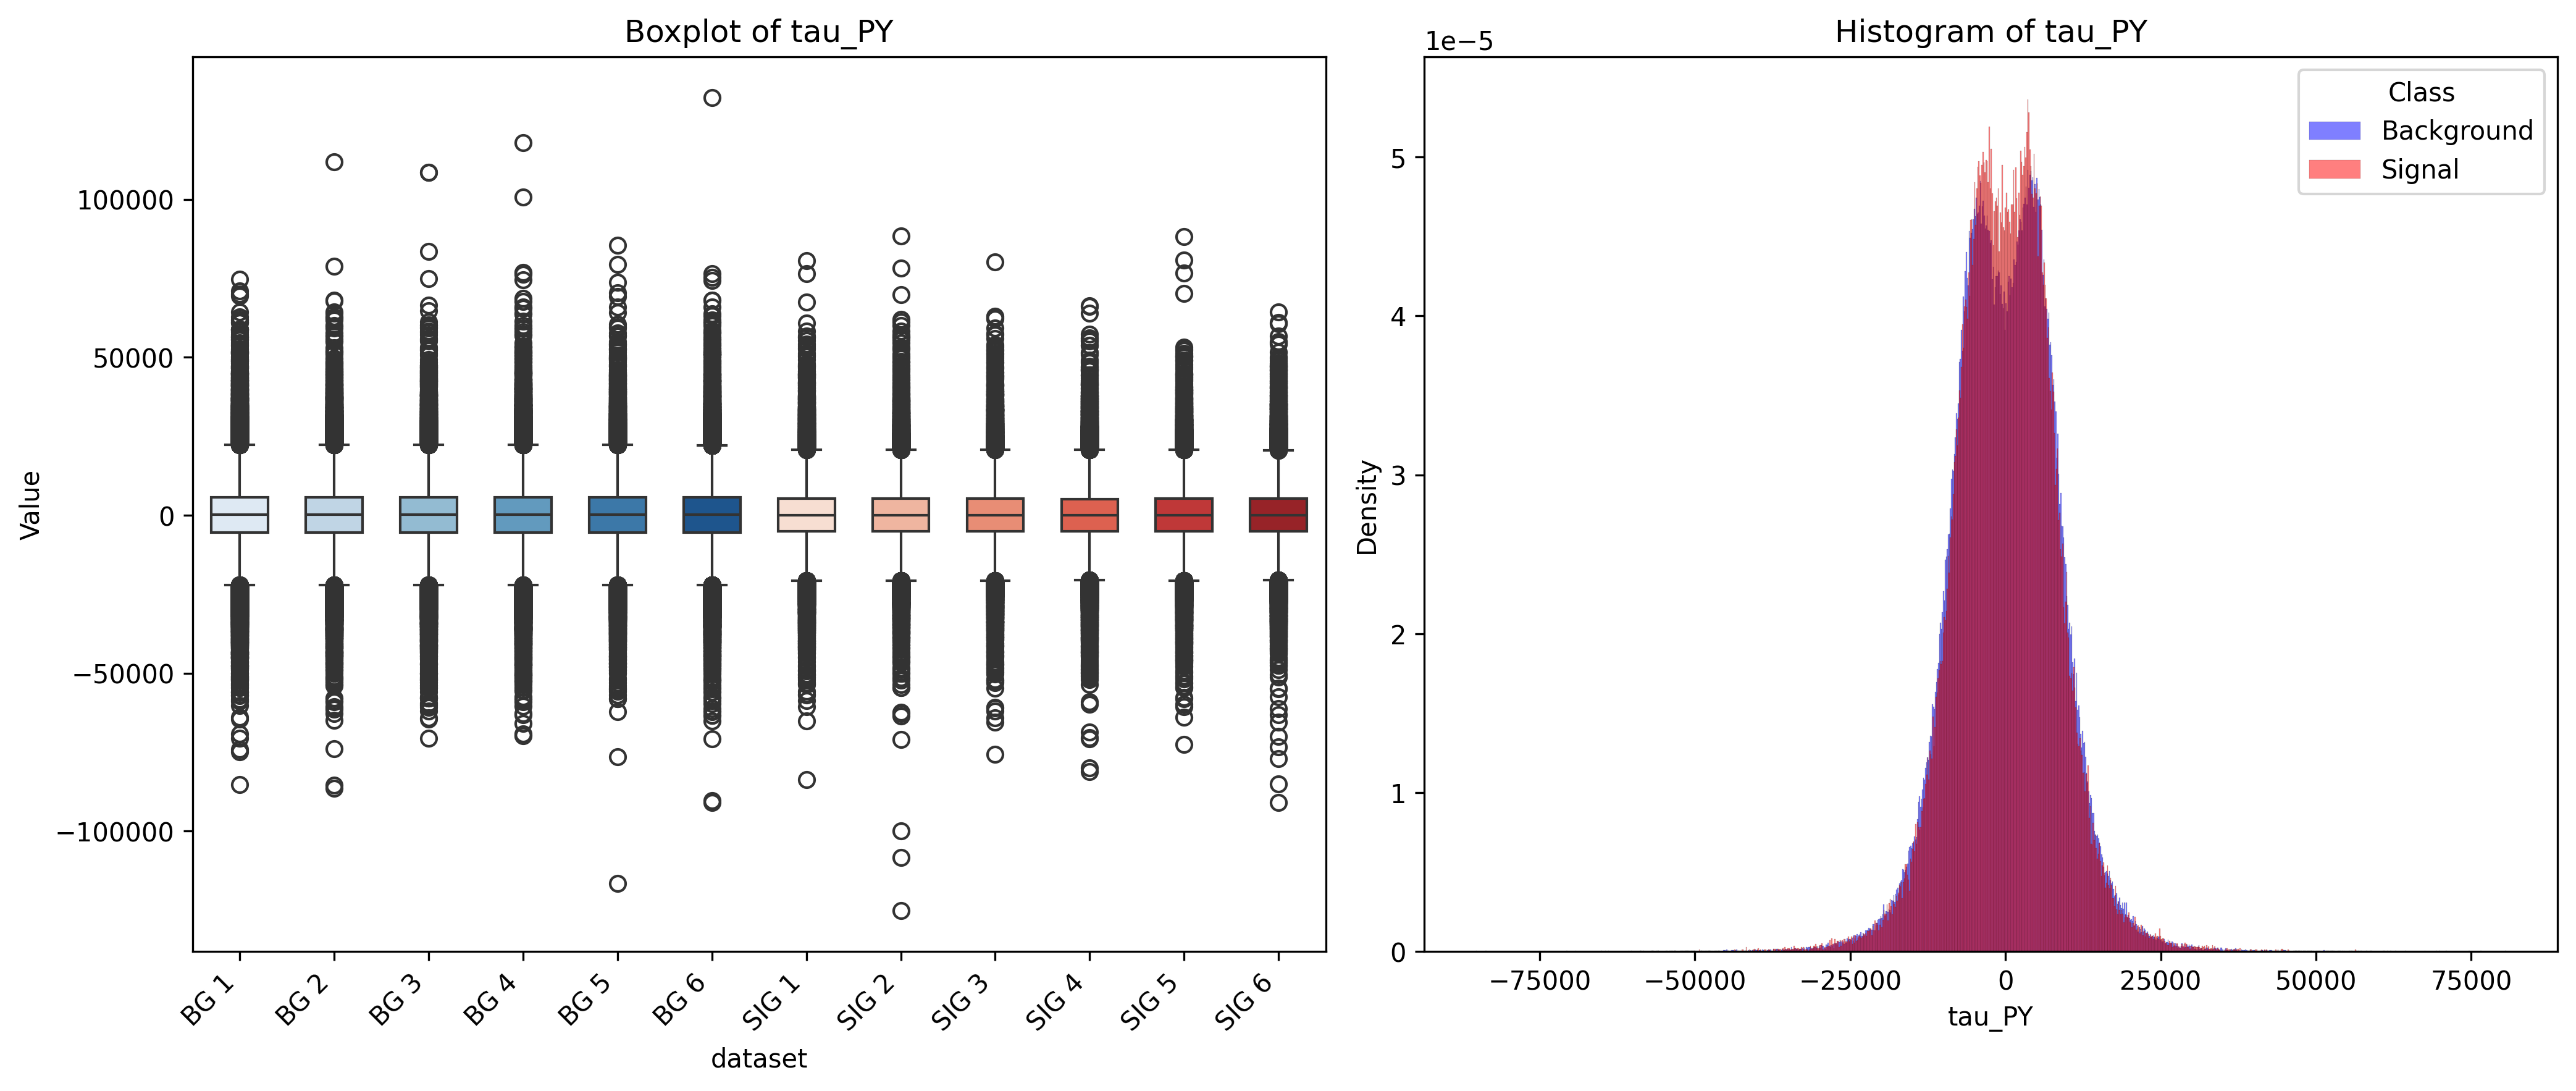 Boxplot of tau_PY
Value
100000
50000
0
−50000
−100000
BG 1
BG 2
BG 3
BG 4
BG 5
BG 6
SIG 1
SIG 2
SIG 3
SIG 4
SIG 5
SIG 6
dataset
Histogram of tau_PY
1e−5
Density
5
4
3
2
1
0
−75000
−50000
−25000
0
25000
50000
75000
tau_PY
Class
Background
Signal